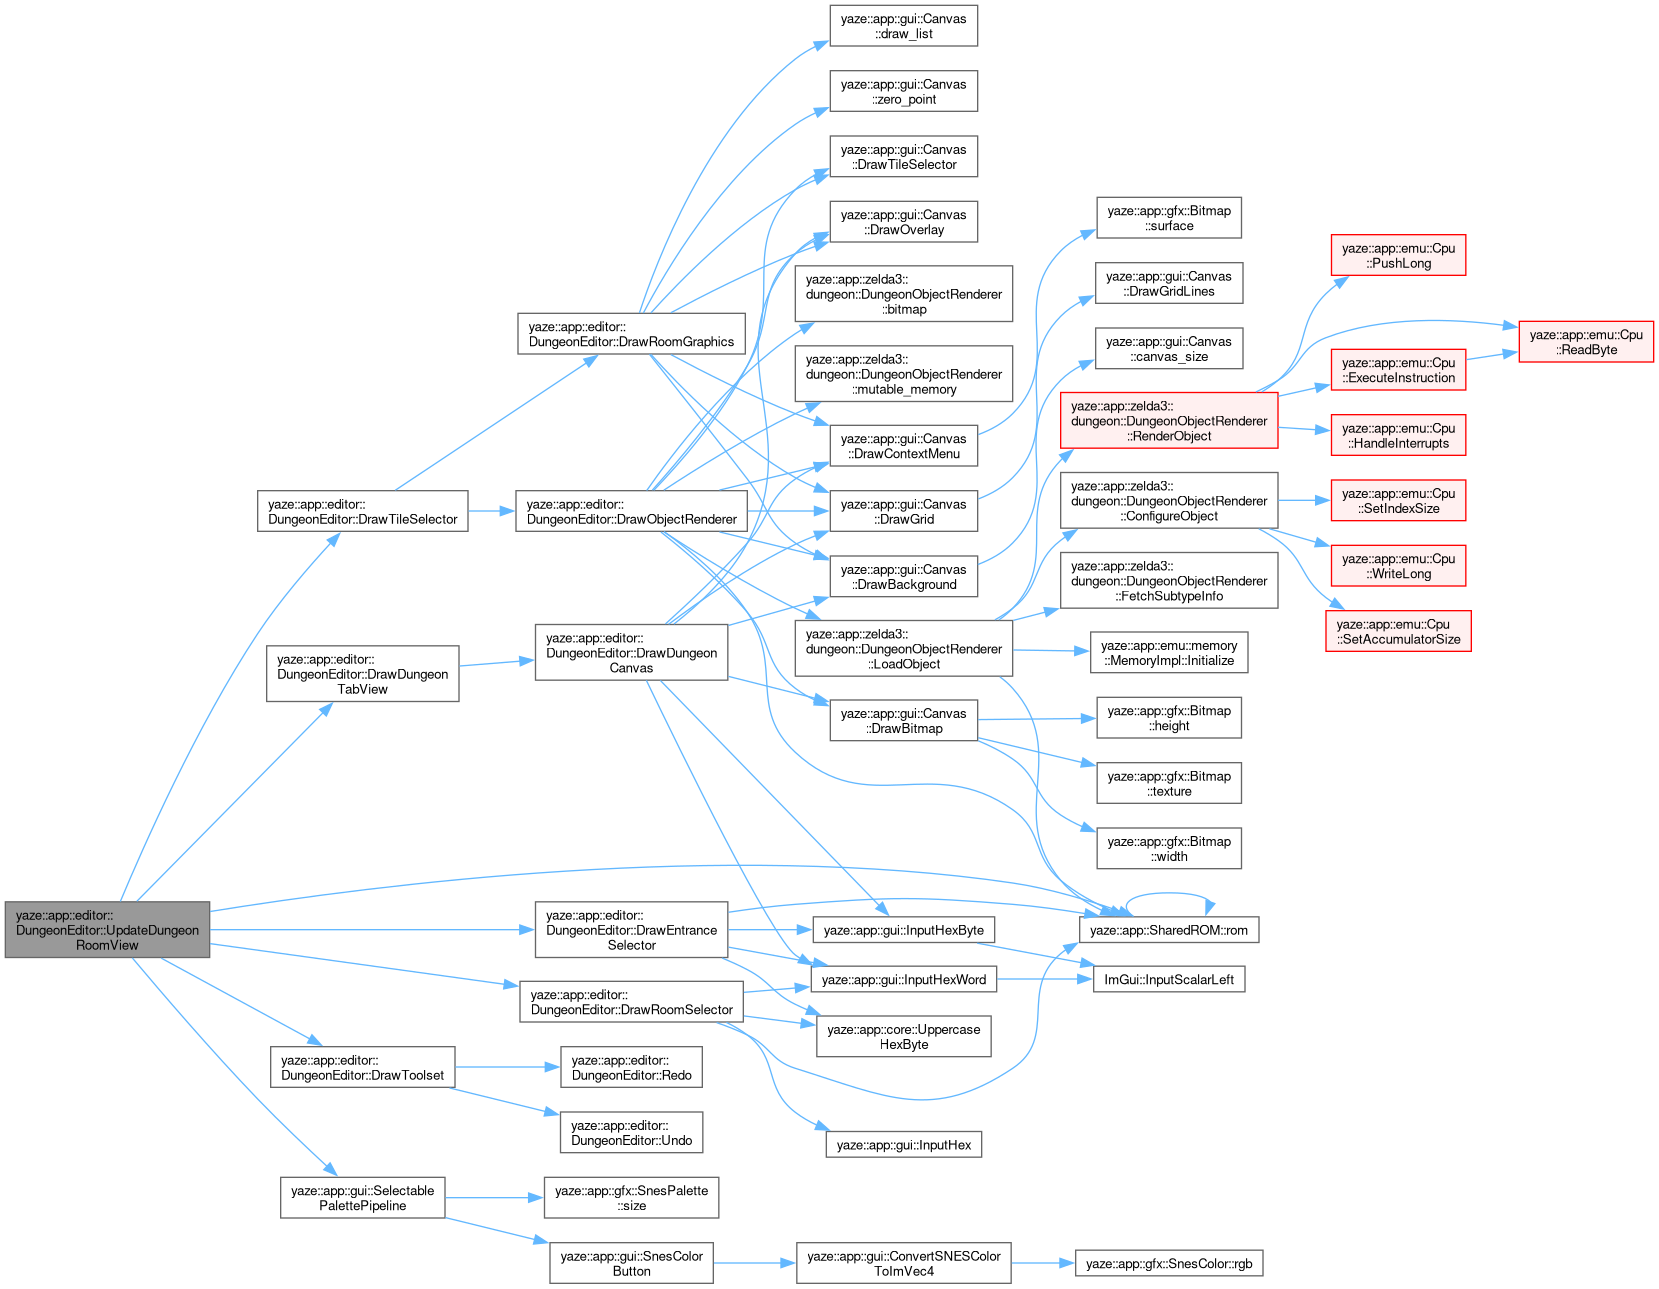 yaze::app::gui::Canvas
::draw_list
yaze::app::gui::Canvas
::zero_point
yaze::app::gui::Canvas
::DrawTileSelector
yaze::app::gui::Canvas
::DrawOverlay
yaze::app::zelda3::
dungeon::DungeonObjectRenderer
::bitmap
yaze::app::editor::
DungeonEditor::DrawRoomGraphics
yaze::app::zelda3::
dungeon::DungeonObjectRenderer
::mutable_memory
yaze::app::gui::Canvas
::DrawContextMenu
yaze::app::editor::
DungeonEditor::DrawTileSelector
yaze::app::editor::
DungeonEditor::DrawObjectRenderer
yaze::app::gui::Canvas
::DrawGrid
yaze::app::gui::Canvas
::DrawBackground
yaze::app::gfx::Bitmap
::surface
yaze::app::gui::Canvas
::DrawGridLines
yaze::app::gui::Canvas
::canvas_size
yaze::app::zelda3::
dungeon::DungeonObjectRenderer
::RenderObject
yaze::app::emu::Cpu
::PushLong
yaze::app::emu::Cpu
::ReadByte
yaze::app::emu::Cpu
::ExecuteInstruction
yaze::app::emu::Cpu
::HandleInterrupts
yaze::app::zelda3::
dungeon::DungeonObjectRenderer
::ConfigureObject
yaze::app::emu::Cpu
::SetIndexSize
yaze::app::emu::Cpu
::WriteLong
yaze::app::emu::Cpu
::SetAccumulatorSize
yaze::app::zelda3::
dungeon::DungeonObjectRenderer
::FetchSubtypeInfo
yaze::app::editor::
DungeonEditor::DrawDungeon
TabView
yaze::app::editor::
DungeonEditor::DrawDungeon
Canvas
yaze::app::zelda3::
dungeon::DungeonObjectRenderer
::LoadObject
yaze::app::emu::memory
::MemoryImpl::Initialize
yaze::app::gui::Canvas
::DrawBitmap
yaze::app::gfx::Bitmap
::height
yaze::app::gfx::Bitmap
::texture
yaze::app::gfx::Bitmap
::width
yaze::app::editor::
DungeonEditor::UpdateDungeon
RoomView
yaze::app::editor::
DungeonEditor::DrawEntrance
Selector
yaze::app::gui::InputHexByte
yaze::app::SharedROM::rom
yaze::app::gui::InputHexWord
ImGui::InputScalarLeft
yaze::app::editor::
DungeonEditor::DrawRoomSelector
yaze::app::core::Uppercase
HexByte
yaze::app::editor::
DungeonEditor::DrawToolset
yaze::app::editor::
DungeonEditor::Redo
yaze::app::editor::
DungeonEditor::Undo
yaze::app::gui::InputHex
yaze::app::gui::Selectable
PalettePipeline
yaze::app::gfx::SnesPalette
::size
yaze::app::gui::SnesColor
Button
yaze::app::gui::ConvertSNESColor
ToImVec4
yaze::app::gfx::SnesColor::rgb